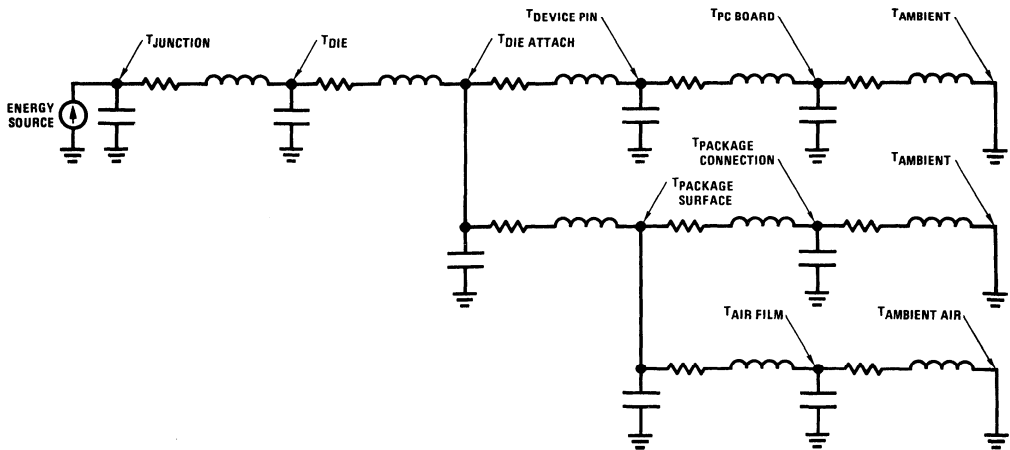 TJUNCTION
TDIE
TDEVICE PIN
TDIE ATTACH
TPC BOARD
TAMBIENT
ENERGY
SOURCE
TPACKAGE
CONNECTION
TPACKAGE
SURFACE
TAMBIENT
TAIR FILM
TAMBIENT AIR